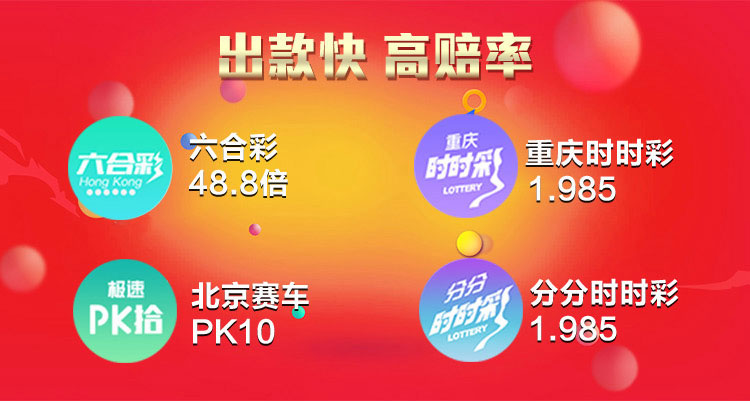 出款快 高赔率
六合彩
Hong Kong
六合彩
48.8倍
重庆
时时彩
LOTTERY
重庆时时彩
1.985
极速
PK拾
北京赛车
PK10
分分
时时彩
LOTTERY
分分时时彩
1.985